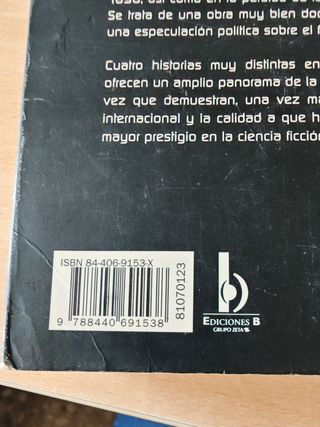 Se trata de una obra muy bien doc
una especulación política sobre el f
Cuatro historias muy distintas en
ofrecen un amplio panorama de la
vez que demuestran, una vez má
internacional y la calidad a que h
mayor prestigio en la ciencia ficción
ISBN 84-406-9153-X
81070123
9 788440 691538
b
EDICIONES B
GRUPO ZETA